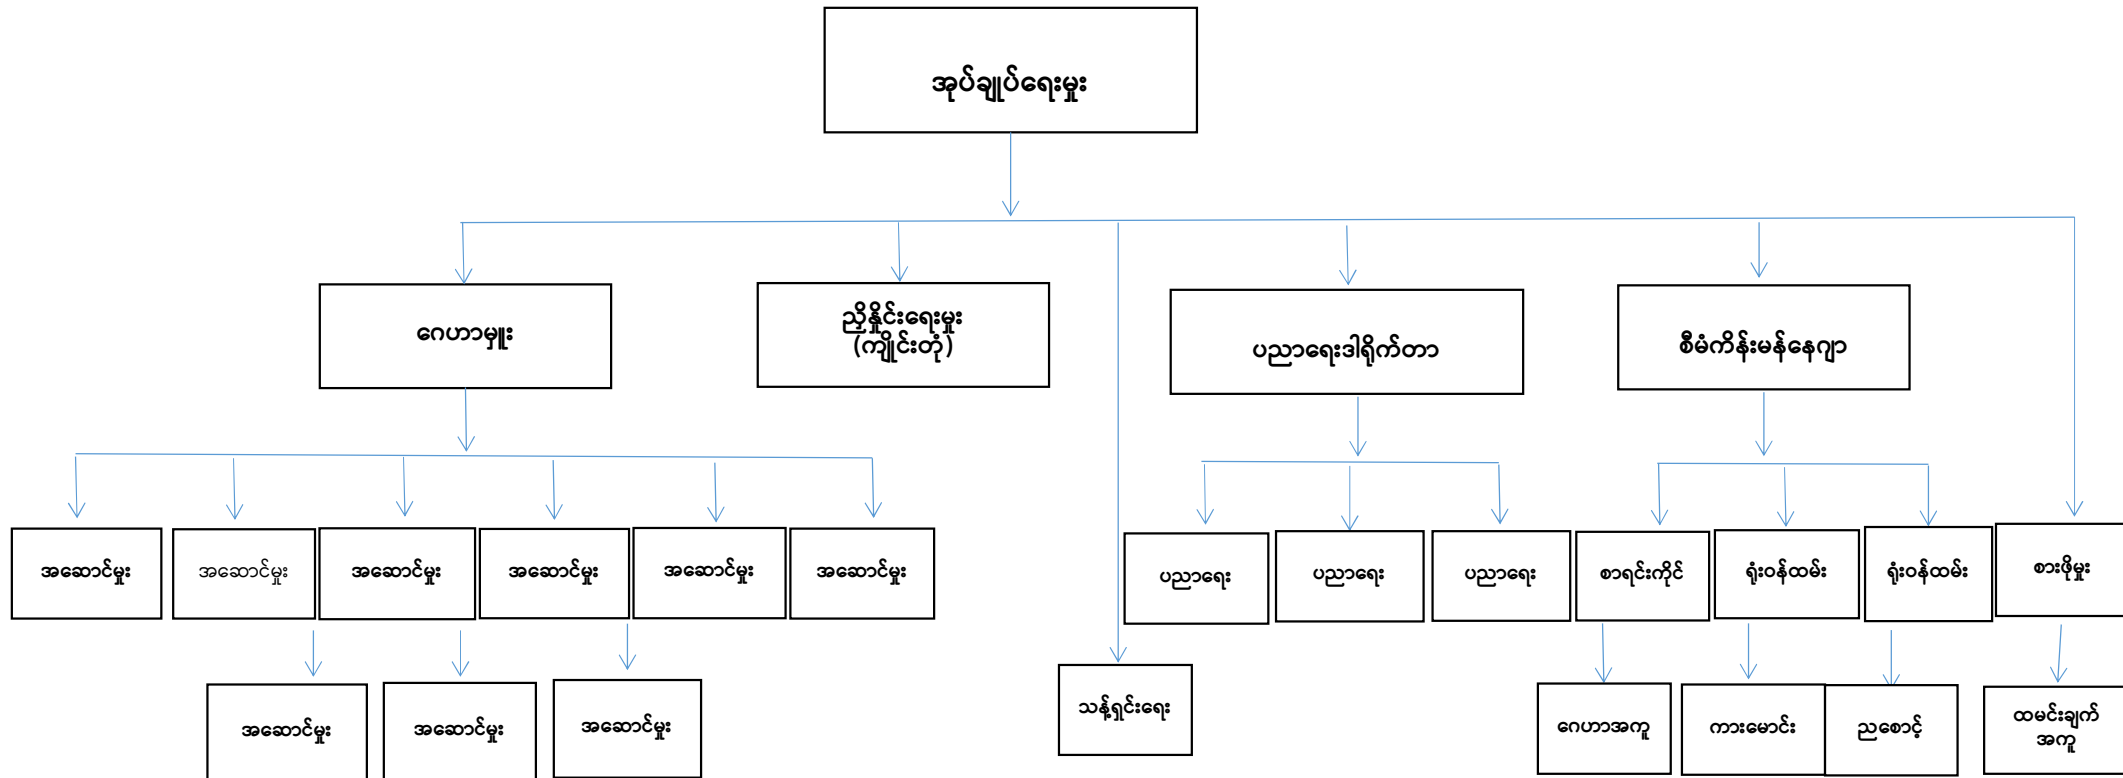 အုပ်ချုပ်ရေးမှုး
ဂေဟာမှူး
ညှိနှိုင်းရေးမှုး
(ကျိုင်းတုံ)
ပညာရေးဒါရိုက်တာ
စီမံကိန်းမန်နေဂျာ
အဆောင်မှုး
အဆောင်မှုး
အဆောင်မှုး
အဆောင်မှုး
အဆောင်မှုး
အဆောင်မှုး
ပညာရေး
ပညာရေး
ပညာရေး
စာရင်းကိုင်
ရုံးဝန်ထမ်း
ရုံးဝန်ထမ်း
စားဖိုမှုး
အဆောင်မှုး
အဆောင်မှုး
အဆောင်မှုး
သန့်ရှင်းရေး
ဂေဟာအကူ
ကားမောင်း
ညစောင့်
ထမင်းချက်
အကူ